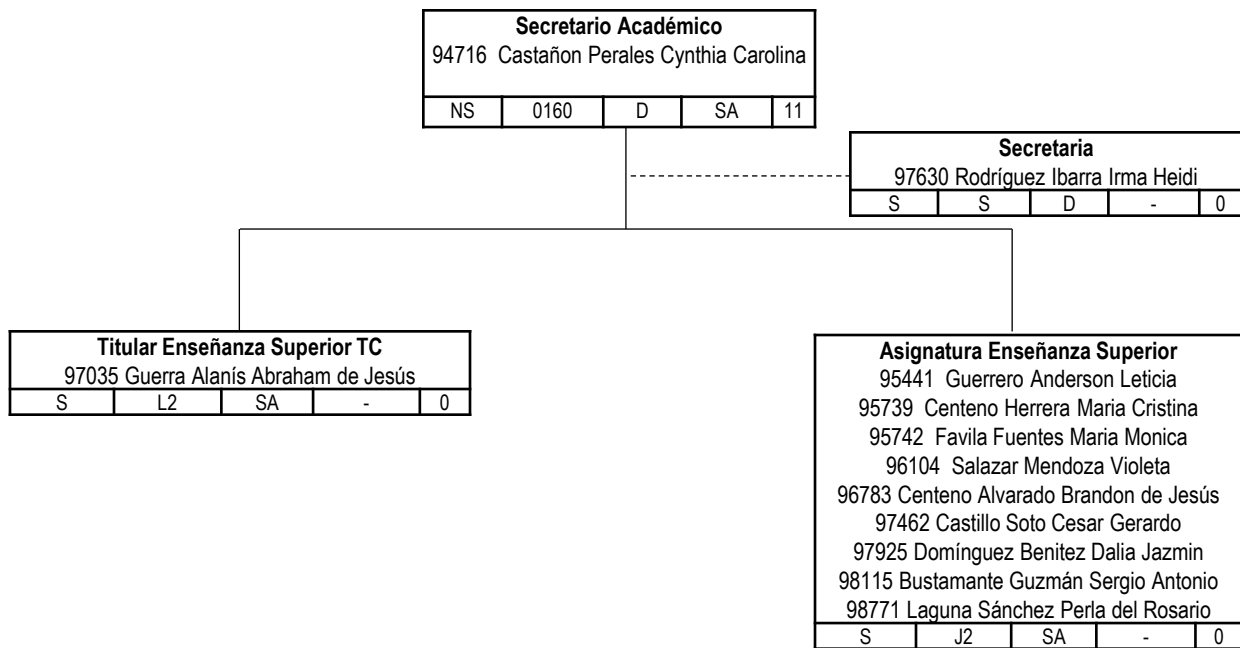 Secretario Académico
94716 Castañon Perales Cynthia Carolina
NS 0160 D SA 11
Secretaria
97630 Rodríguez Ibarra Irma Heidi
S S D - 0
Titular Enseñanza Superior TC
97035 Guerra Alanís Abraham de Jesús
S L2 SA - 0
Asignatura Enseñanza Superior
95441 Guerrero Anderson Leticia
95739 Centeno Herrera Maria Cristina
95742 Favila Fuentes Maria Monica
96104 Salazar Mendoza Violeta
96783 Centeno Alvarado Brandon de Jesús
97462 Castillo Soto Cesar Gerardo
97925 Domínguez Benitez Dalia Jazmin
98115 Bustamante Guzmán Sergio Antonio
98771 Laguna Sánchez Perla del Rosario
S J2 SA - 0